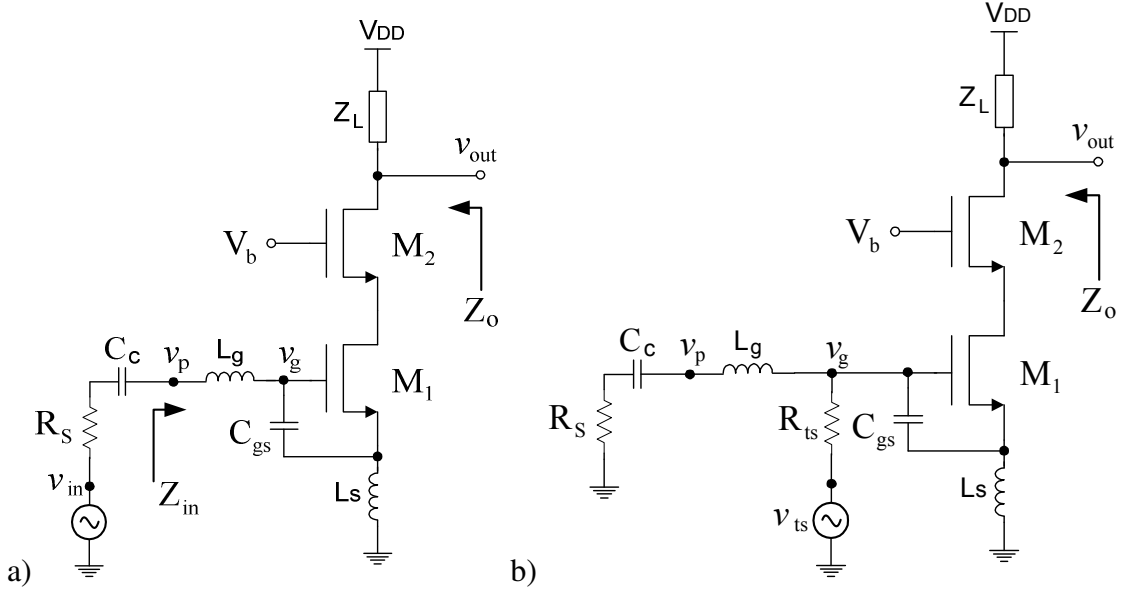 VDD
ZL
vout
Vb
M2
Zo
Cc
vp
Lg
vg
M1
RS
Cgs
vin
Zin
Ls
a)
VDD
ZL
vout
Vb
M2
Zo
Cc
vp
Lg
vg
M1
RS
Rts
Cgs
Ls
vts
b)